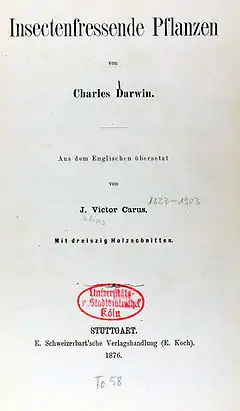 Insectenfressende Pflanzen
von
Charles Darwin.
Aus dem Englischen übersetzt
von
1823-1903
J. Victor Carus.
Mit dreiszig Holzschnitten.
Universitäts-
u. Stadtbibliothek
Köln
STUTTGART.
E. Schweizerbart'sche Verlagshandlung (E. Koch).
1876.
To 58